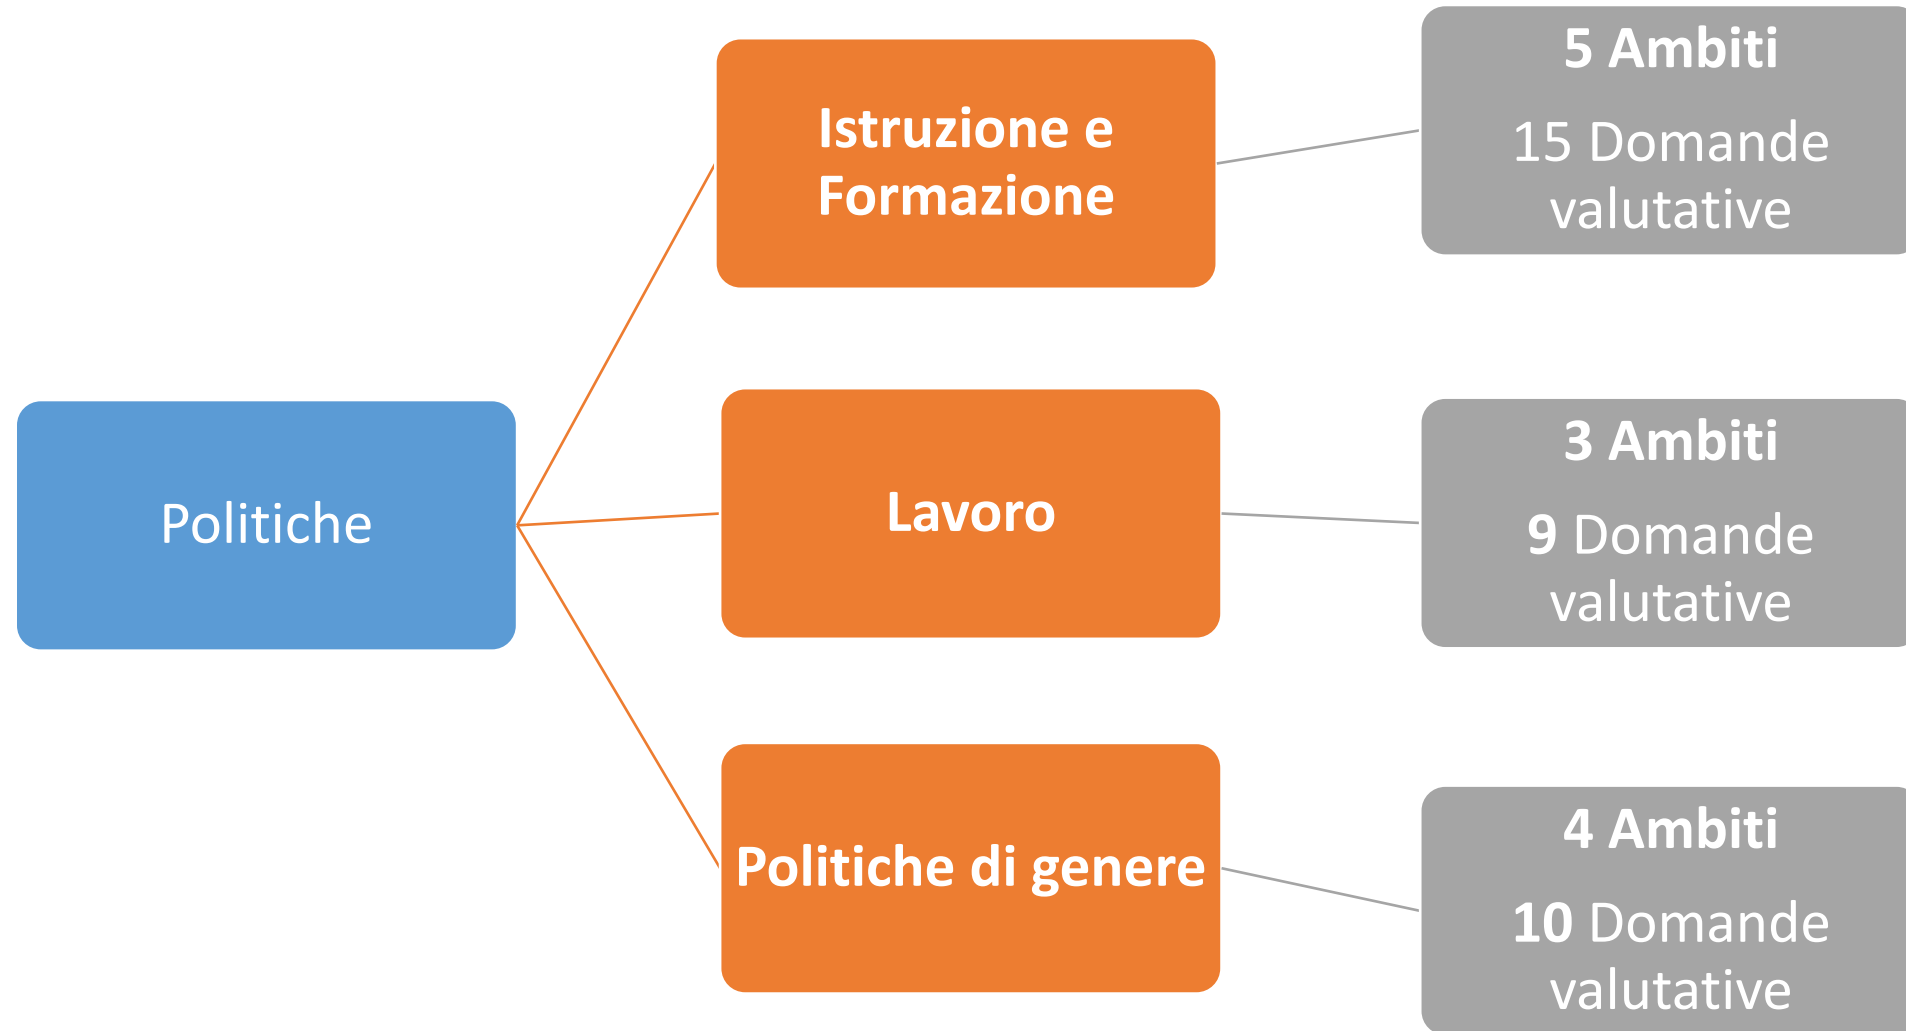 Politiche
Istruzione e
Formazione
5 Ambiti
15 Domande
valutative
Lavoro
3 Ambiti
9 Domande
valutative
Politiche di genere
4 Ambiti
10 Domande
valutative